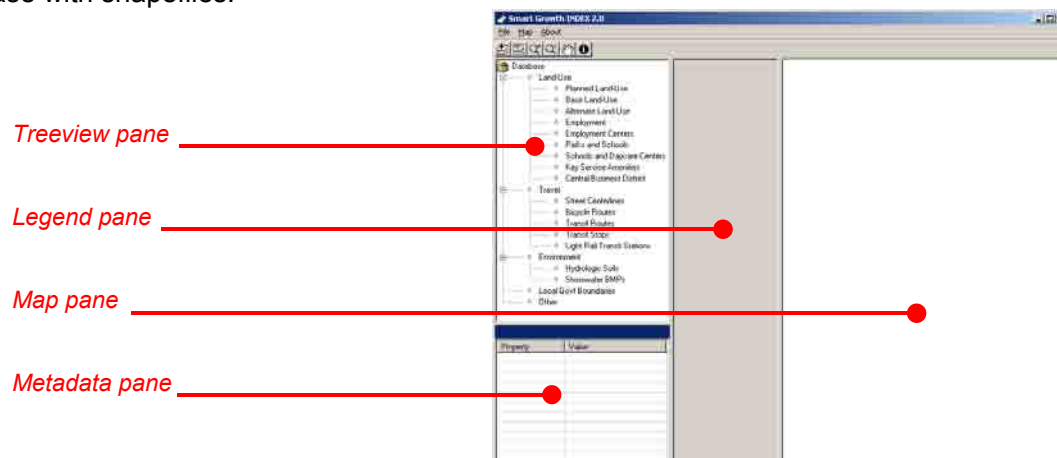 ase with shapefiles.
Smart Growth INDEX 2.0
File Map About
Database
Land-Use
Planned Land-Use
Base Land-Use
Alternate Land Use
Employment
Employment Centers
Treeview pane
Parks and Schools
Schools and Daycare Centers
Key Service Amenities
Central Business District
Travel
Street Centerlines
Bicycle Routes
Legend pane
Transit Routes
Transit Stops
Light Rail Transit Stations
Environment
Hydrologic Soils
Stormwater BMPs
Local Govt Boundaries
Map pane
Other
Property Value
Metadata pane